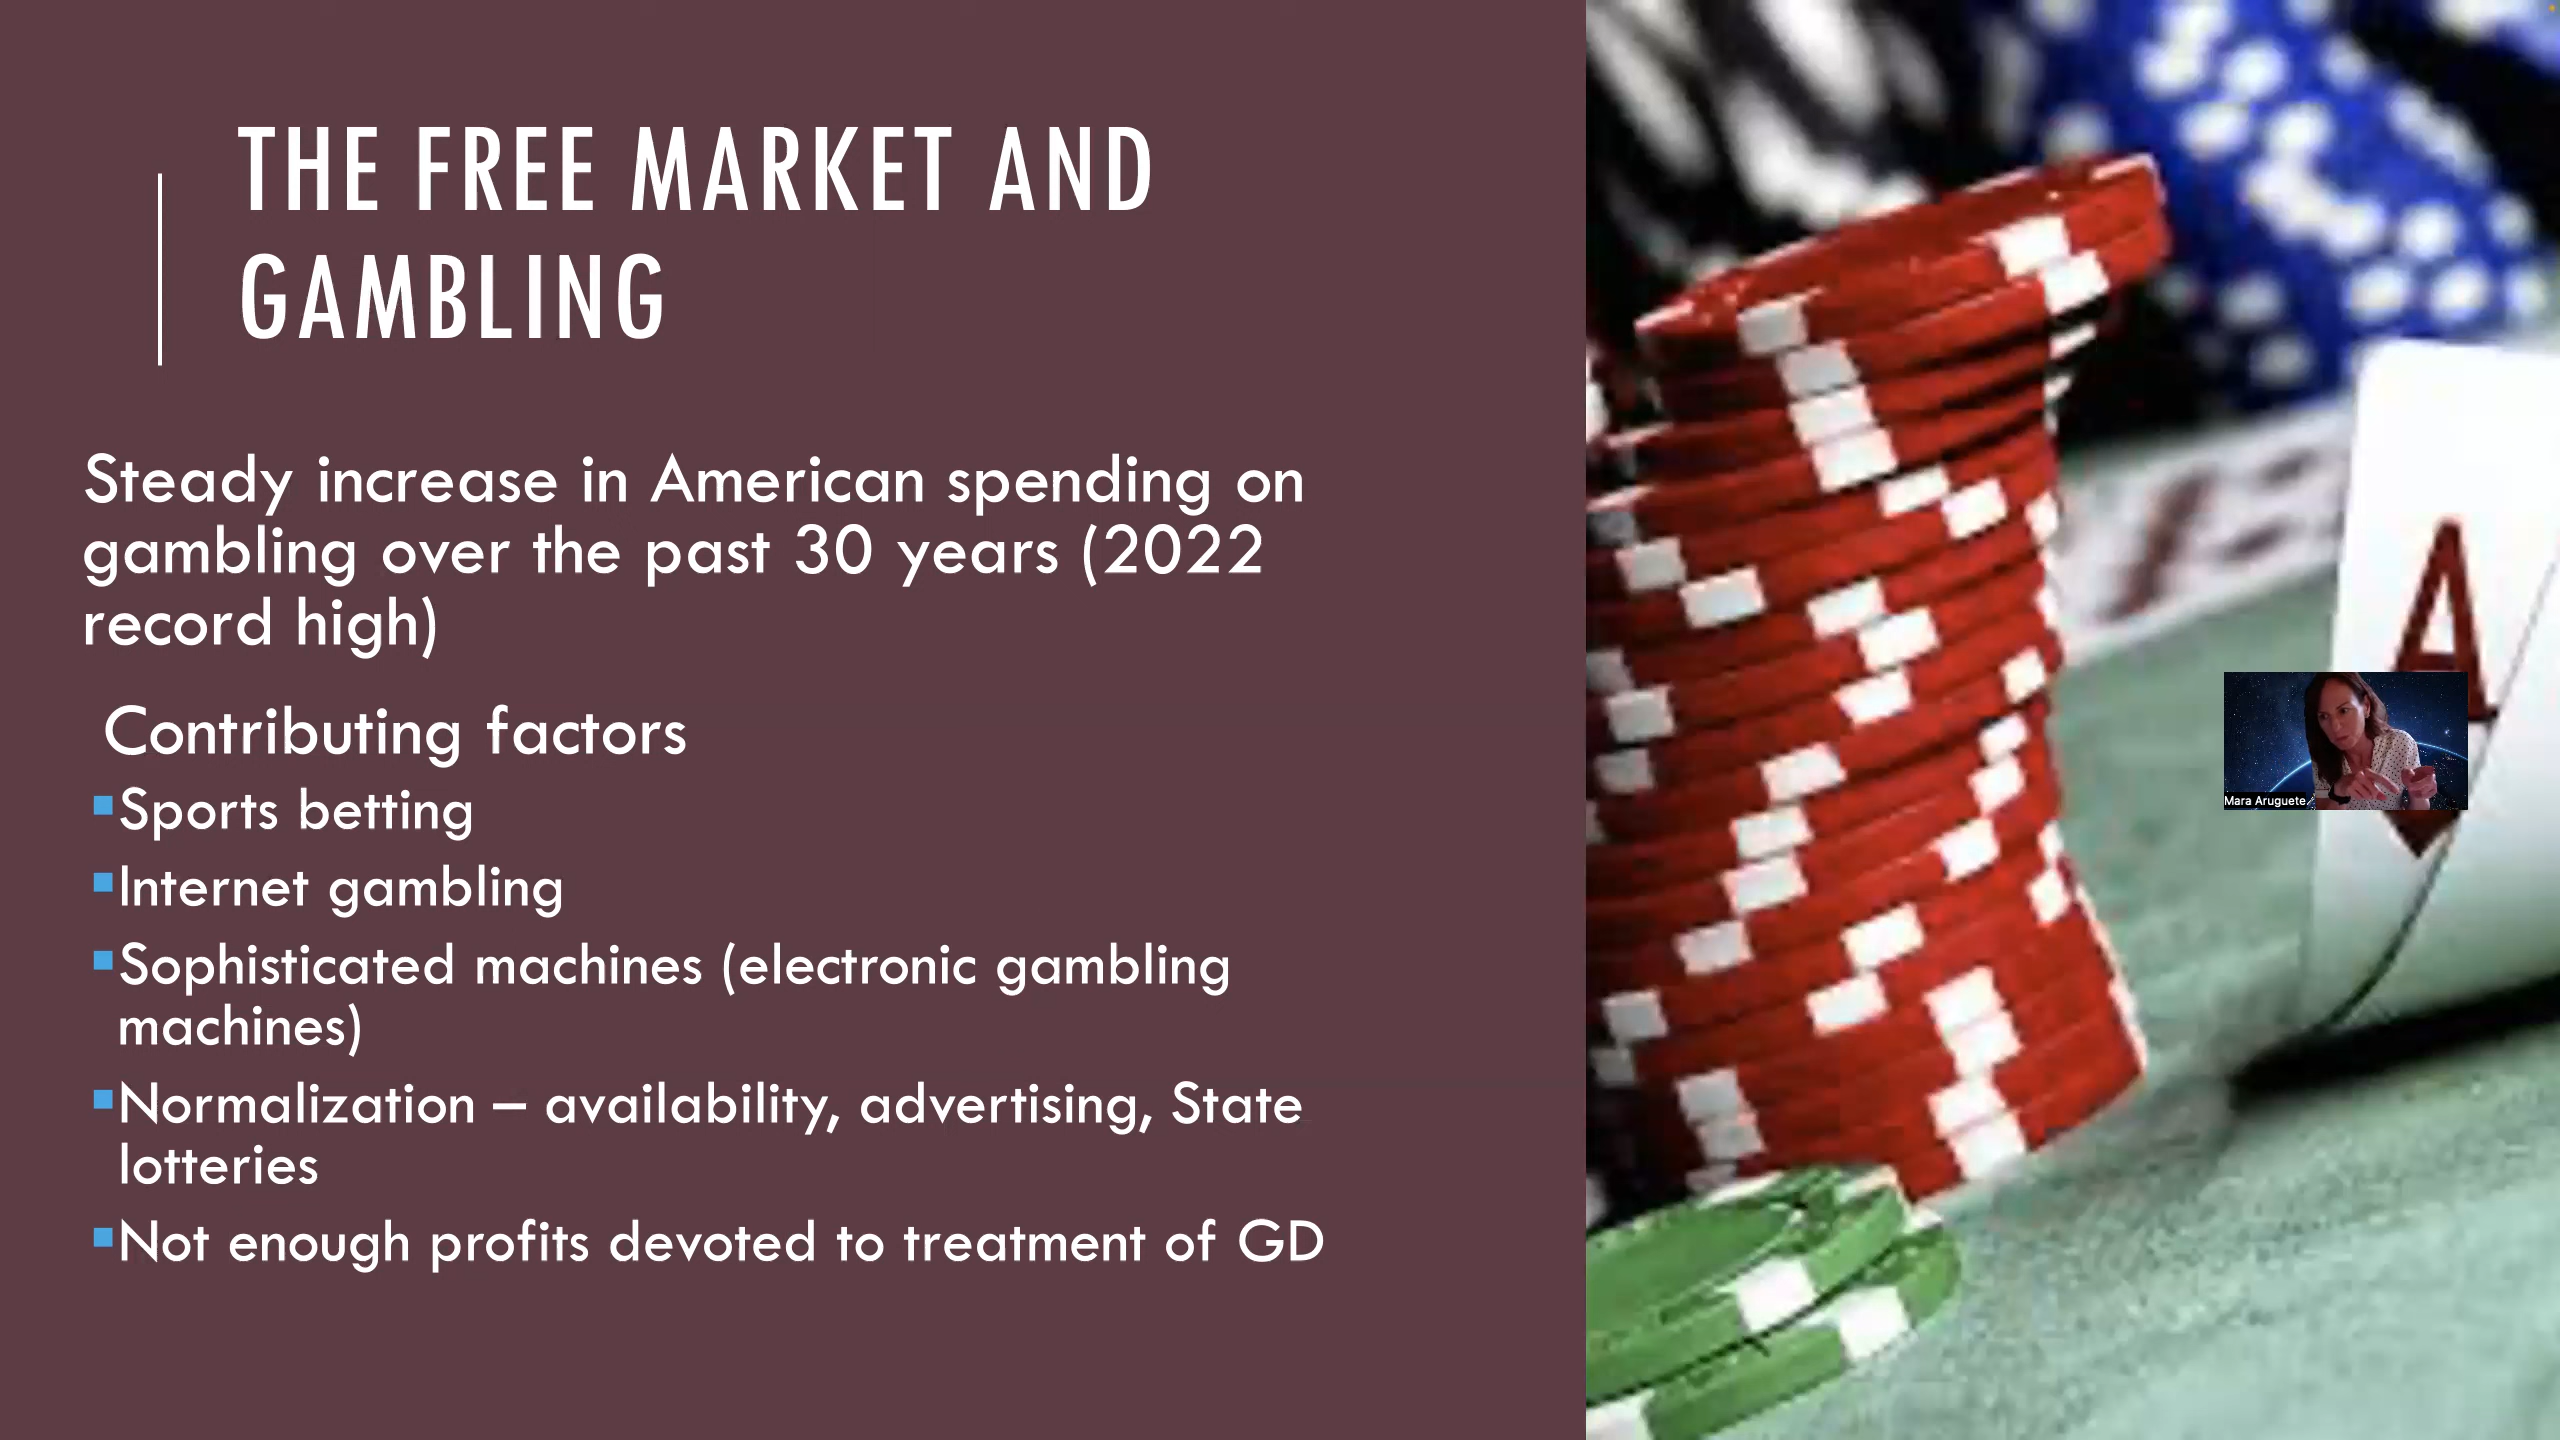 THE FREE MARKET AND
GAMBLING
Steady increase in American spending on
gambling over the past 30 years (2022
record high)
Contributing factors
▪Sports betting
▪Internet gambling
▪Sophisticated machines (electronic gambling
machines)
▪Normalization – availability, advertising, State
lotteries
▪Not enough profits devoted to treatment of GD
A
Mara Aruguete